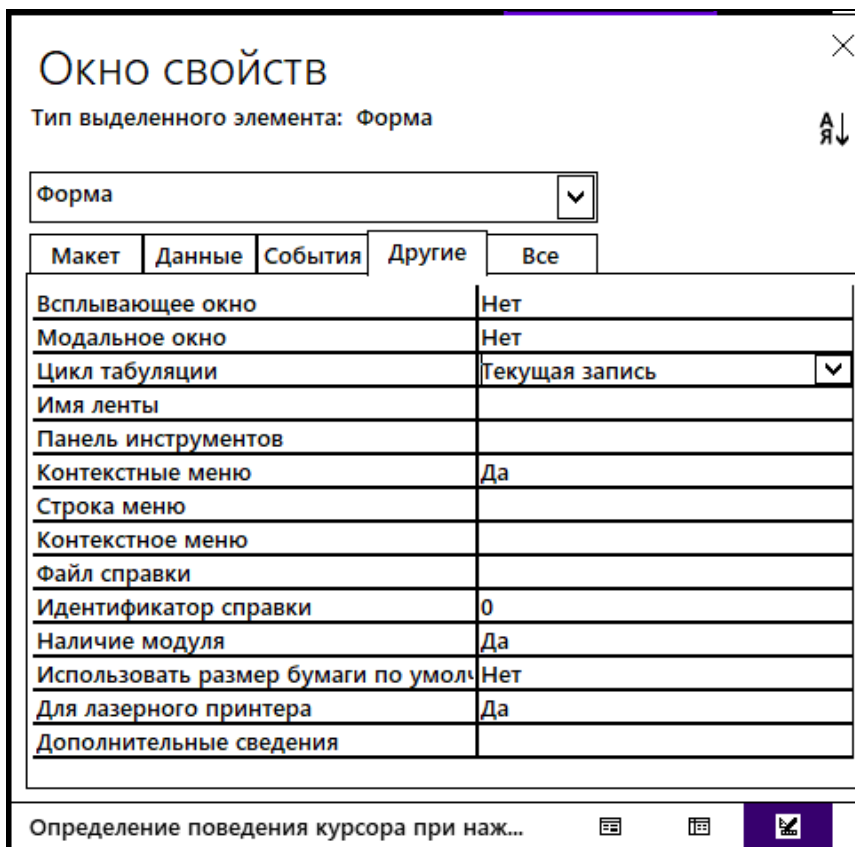 Окно свойств
Тип выделенного элемента: Форма
А
Я
Форма
Макет Данные События Другие Все
Всплывающее окно Нет
Модальное окно Нет
Цикл табуляции Текущая запись
Имя ленты
Панель инструментов
Контекстные меню Да
Строка меню
Контекстное меню
Файл справки
Идентификатор справки 0
Наличие модуля Да
Использовать размер бумаги по умолч Нет
Для лазерного принтера Да
Дополнительные сведения
Определение поведения курсора при наж...